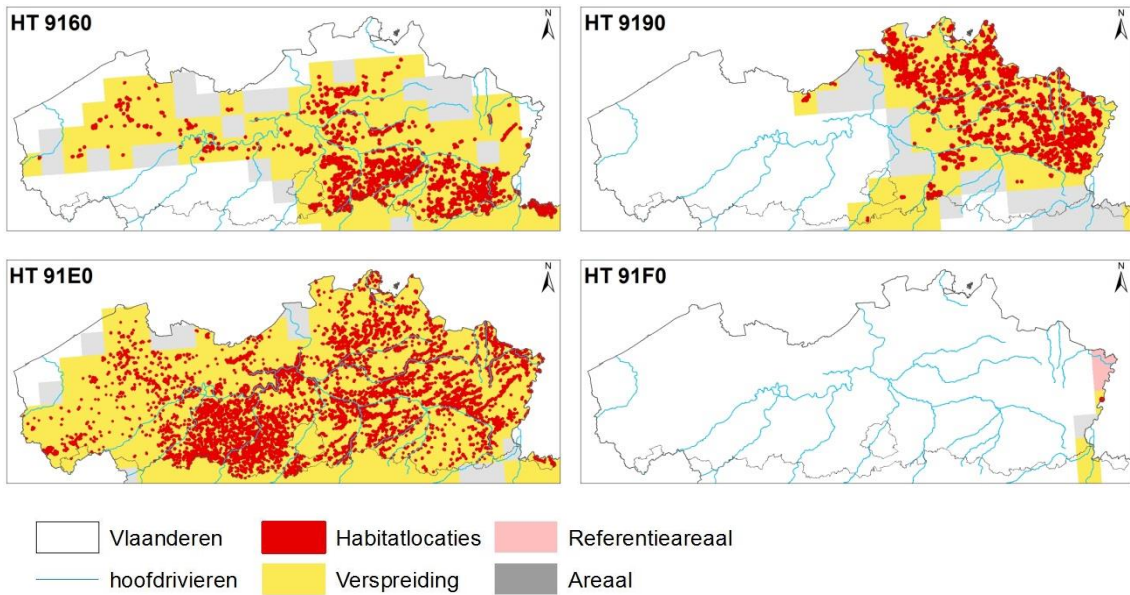 HT 9160
N
HT 9190
N
HT 91E0
N
HT 91F0
N
Vlaanderen
Habitatlocaties
Referentieareaal
hoofdrivieren
Verspreiding
Areaal